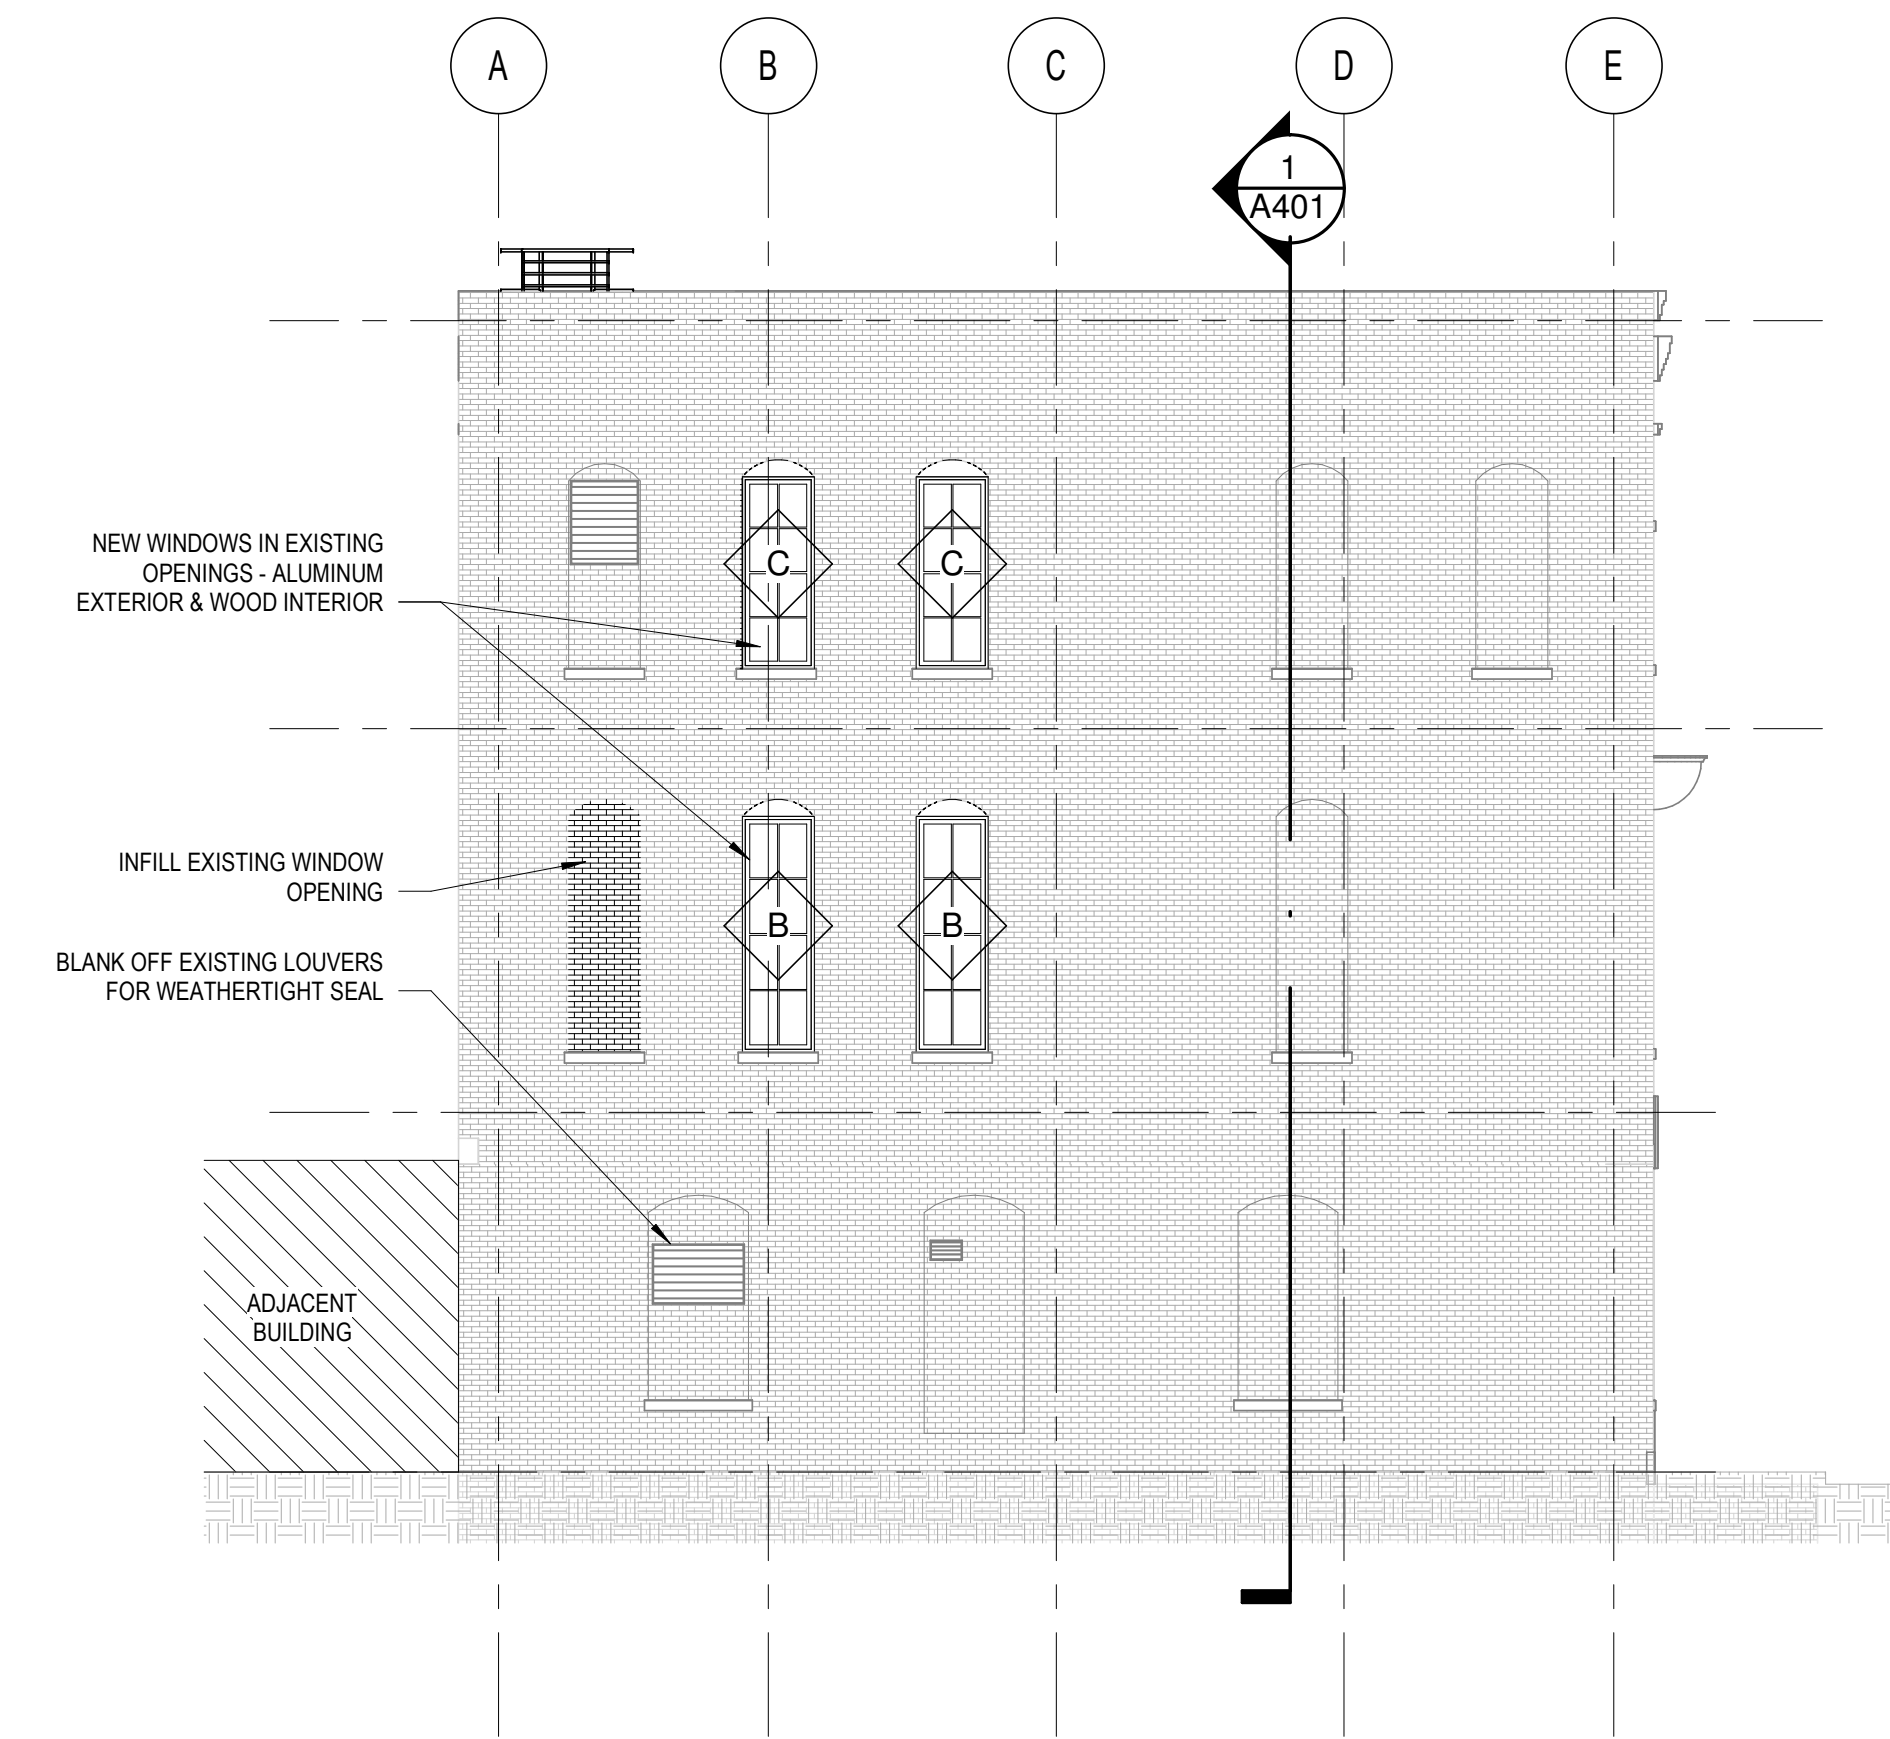 A
B
C
D
E
1
A401
NEW WINDOWS IN EXISTING
OPENINGS - ALUMINUM
EXTERIOR & WOOD INTERIOR
C
C
INFILL EXISTING WINDOW
OPENING
B
B
BLANK OFF EXISTING LOUVERS
FOR WEATHERTIGHT SEAL
ADJACENT
BUILDING